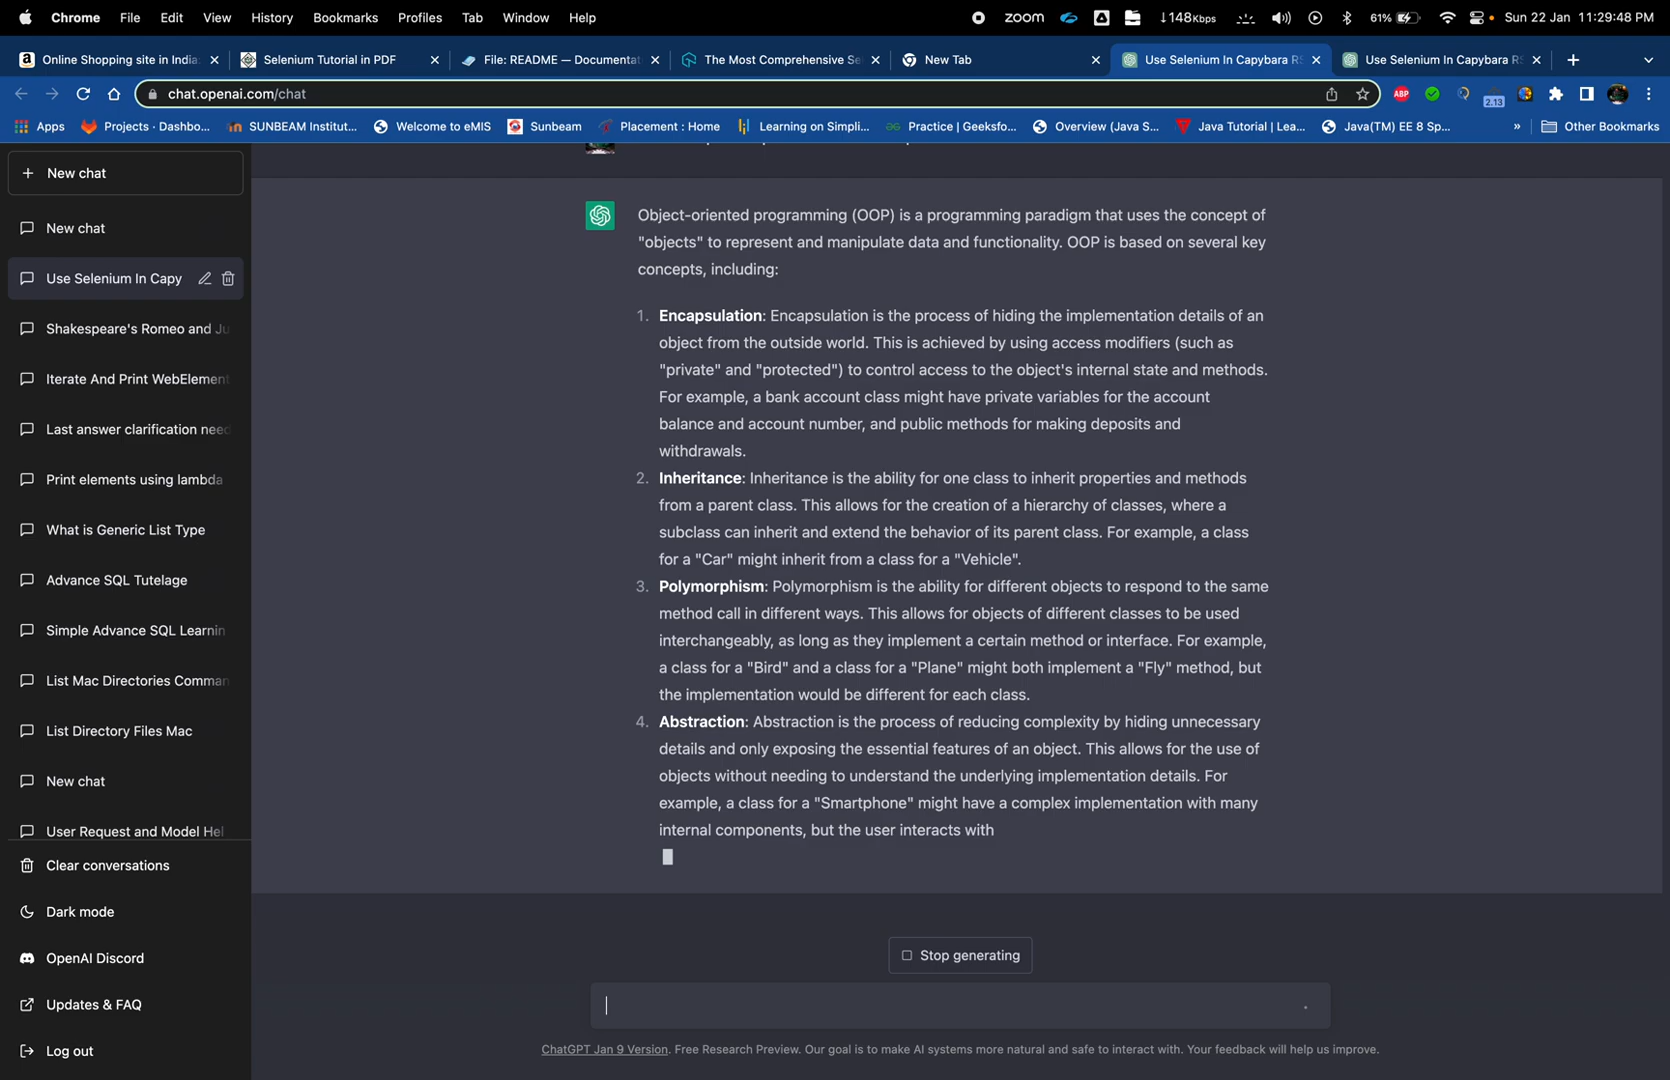 Chrome File Edit View History Bookmarks Profiles Tab Window Help zoom ↓148Kbps 61% Sun 22 Jan 11:29:48 PM
Online Shopping site in India: Selenium Tutorial in PDF File: README — Documentat The Most Comprehensive Se New Tab Use Selenium In Capybara RS Use Selenium In Capybara RS
chat.openai.com/chat ABP 2.13
Apps Projects · Dashbo... SUNBEAM Institut... Welcome to eMIS Sunbeam Placement : Home Learning on Simpli... Practice | Geeksfo... Overview (Java S... Java Tutorial | Lea... Java(TM) EE 8 Sp... » Other Bookmarks
+ New chat
New chat
Use Selenium In Capy
Shakespeare's Romeo and Ju
Iterate And Print WebElement
Last answer clarification need
Print elements using lambda
What is Generic List Type
Advance SQL Tutelage
Simple Advance SQL Learnin
List Mac Directories Comman
List Directory Files Mac
New chat
User Request and Model Hel
Clear conversations
Dark mode
OpenAI Discord
Updates & FAQ
Log out
Object-oriented programming (OOP) is a programming paradigm that uses the concept of
"objects" to represent and manipulate data and functionality. OOP is based on several key
concepts, including:
1. Encapsulation: Encapsulation is the process of hiding the implementation details of an
object from the outside world. This is achieved by using access modifiers (such as
"private" and "protected") to control access to the object's internal state and methods.
For example, a bank account class might have private variables for the account
balance and account number, and public methods for making deposits and
withdrawals.
2. Inheritance: Inheritance is the ability for one class to inherit properties and methods
from a parent class. This allows for the creation of a hierarchy of classes, where a
subclass can inherit and extend the behavior of its parent class. For example, a class
for a "Car" might inherit from a class for a "Vehicle".
3. Polymorphism: Polymorphism is the ability for different objects to respond to the same
method call in different ways. This allows for objects of different classes to be used
interchangeably, as long as they implement a certain method or interface. For example,
a class for a "Bird" and a class for a "Plane" might both implement a "Fly" method, but
the implementation would be different for each class.
4. Abstraction: Abstraction is the process of reducing complexity by hiding unnecessary
details and only exposing the essential features of an object. This allows for the use of
objects without needing to understand the underlying implementation details. For
example, a class for a "Smartphone" might have a complex implementation with many
internal components, but the user interacts with
Stop generating
ChatGPT Jan 9 Version. Free Research Preview. Our goal is to make AI systems more natural and safe to interact with. Your feedback will help us improve.